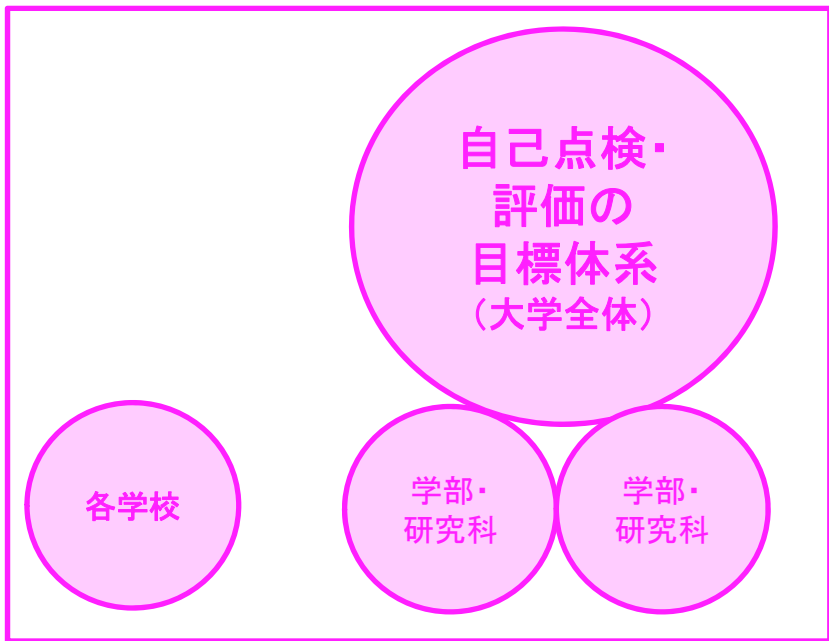 自己点検・
評価の
目標体系
（大学全体）
各学校
学部・
研究科
学部・
研究科